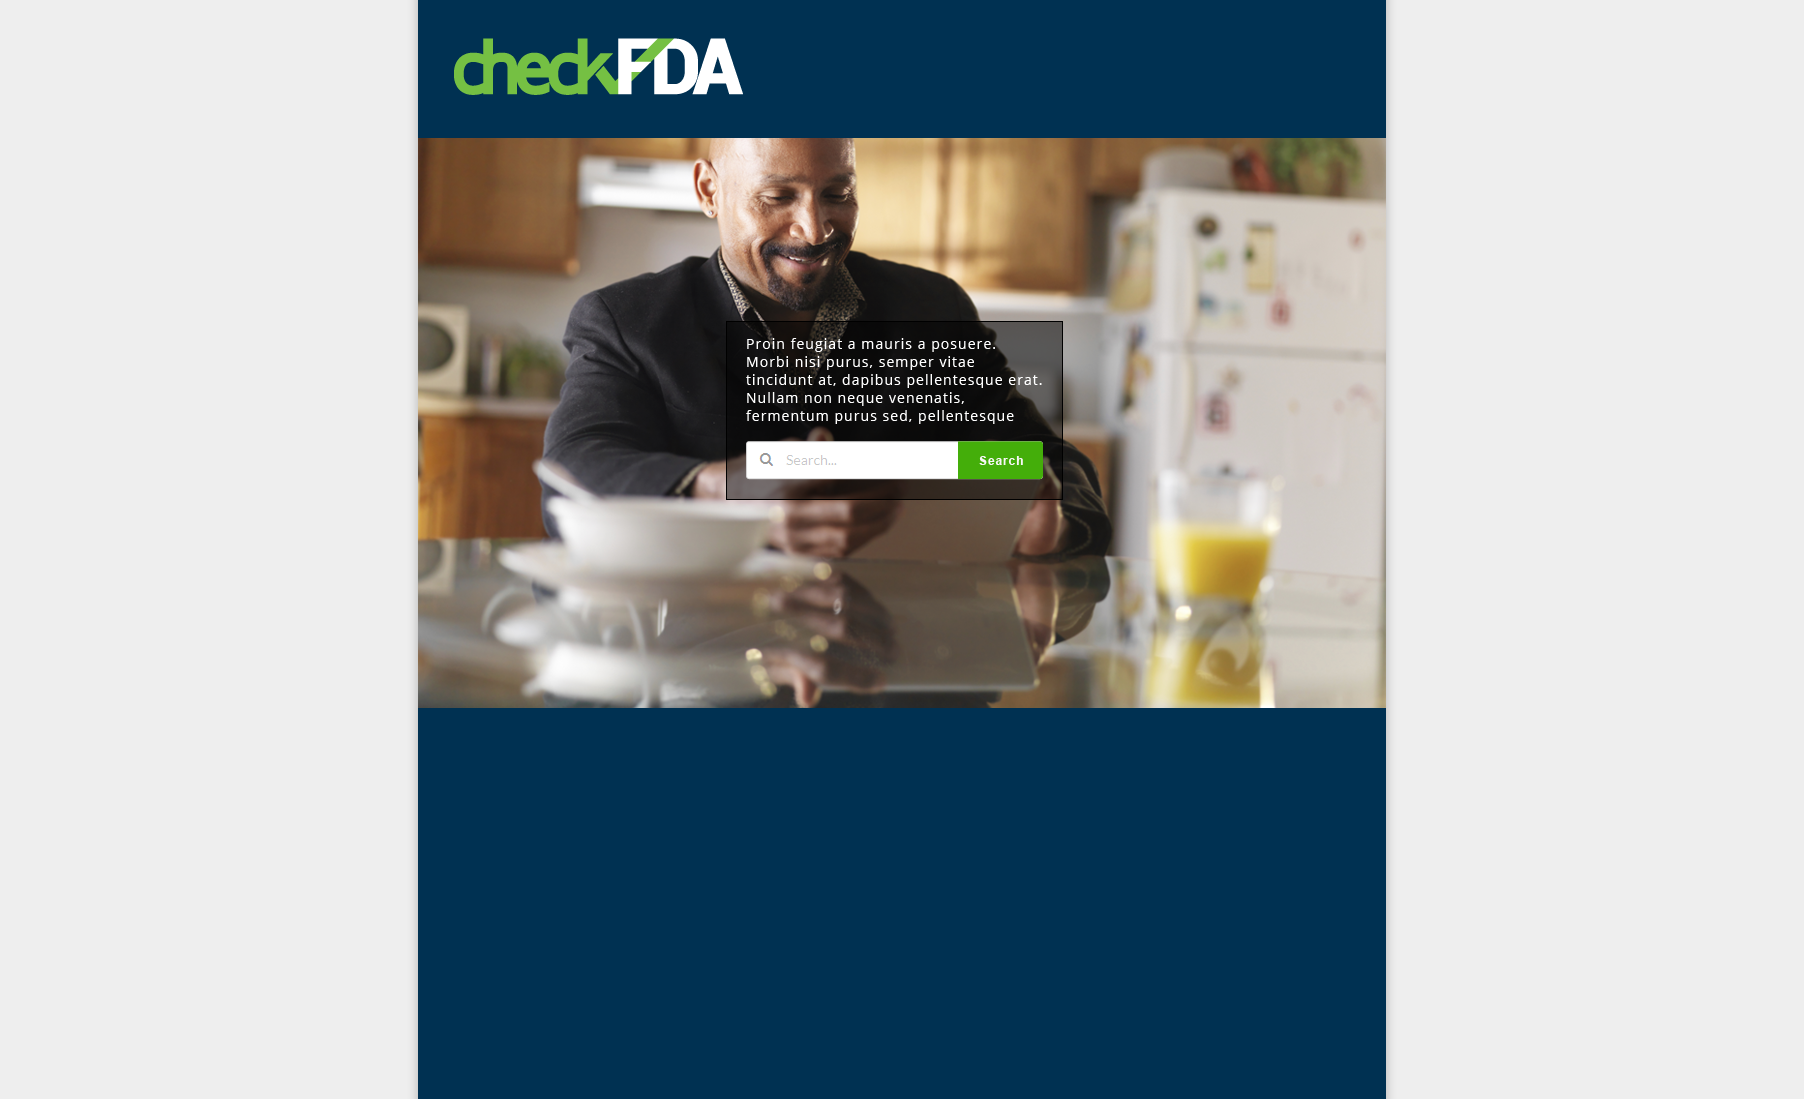 checkFDA
Proin feugiat a mauris a posuere.
Morbi nisi purus, semper vitae
tincidunt at, dapibus pellentesque erat.
Nullam non neque venenatis,
fermentum purus sed, pellentesque
Search...
Search